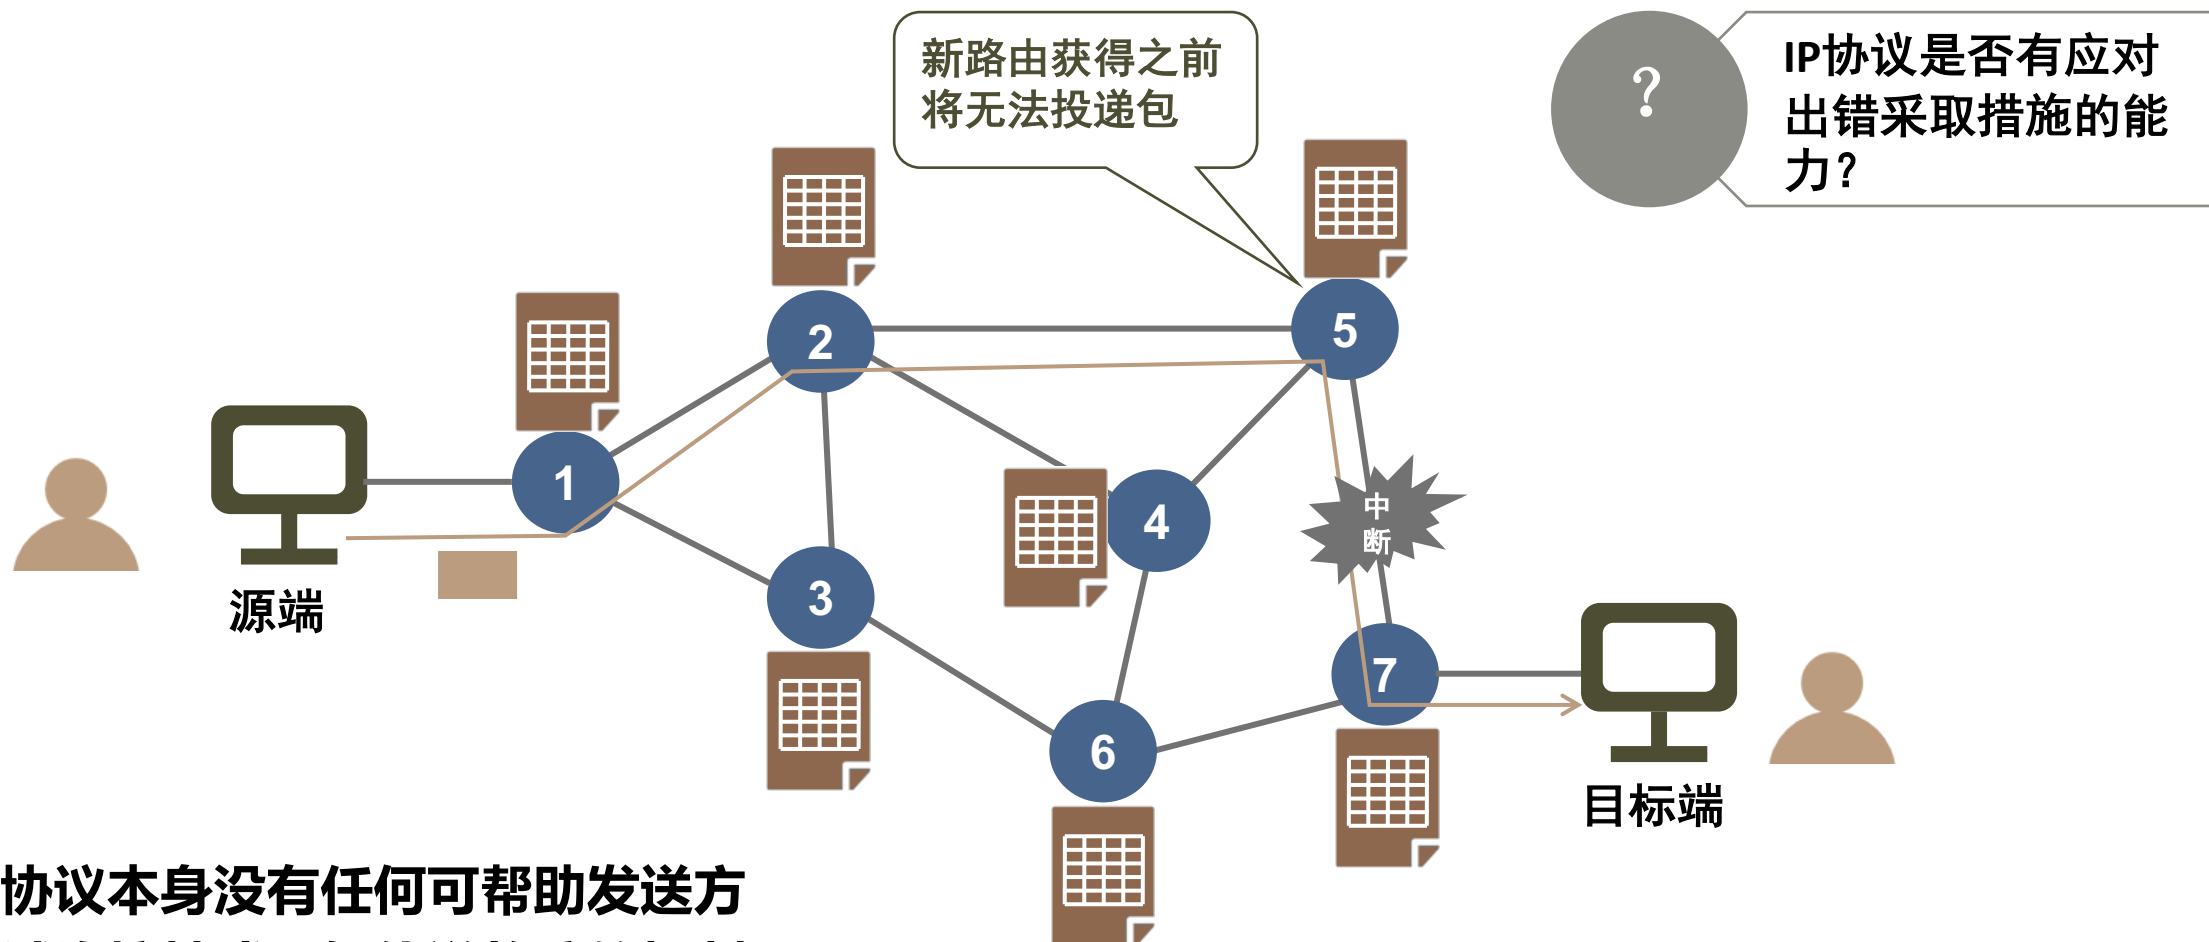 新路由获得之前
将无法投递包
?
IP协议是否有应对
出错采取措施的能
力？
2
5
1
4
中
断
3
源端
7
6
目标端
协议本身没有任何可帮助发送方